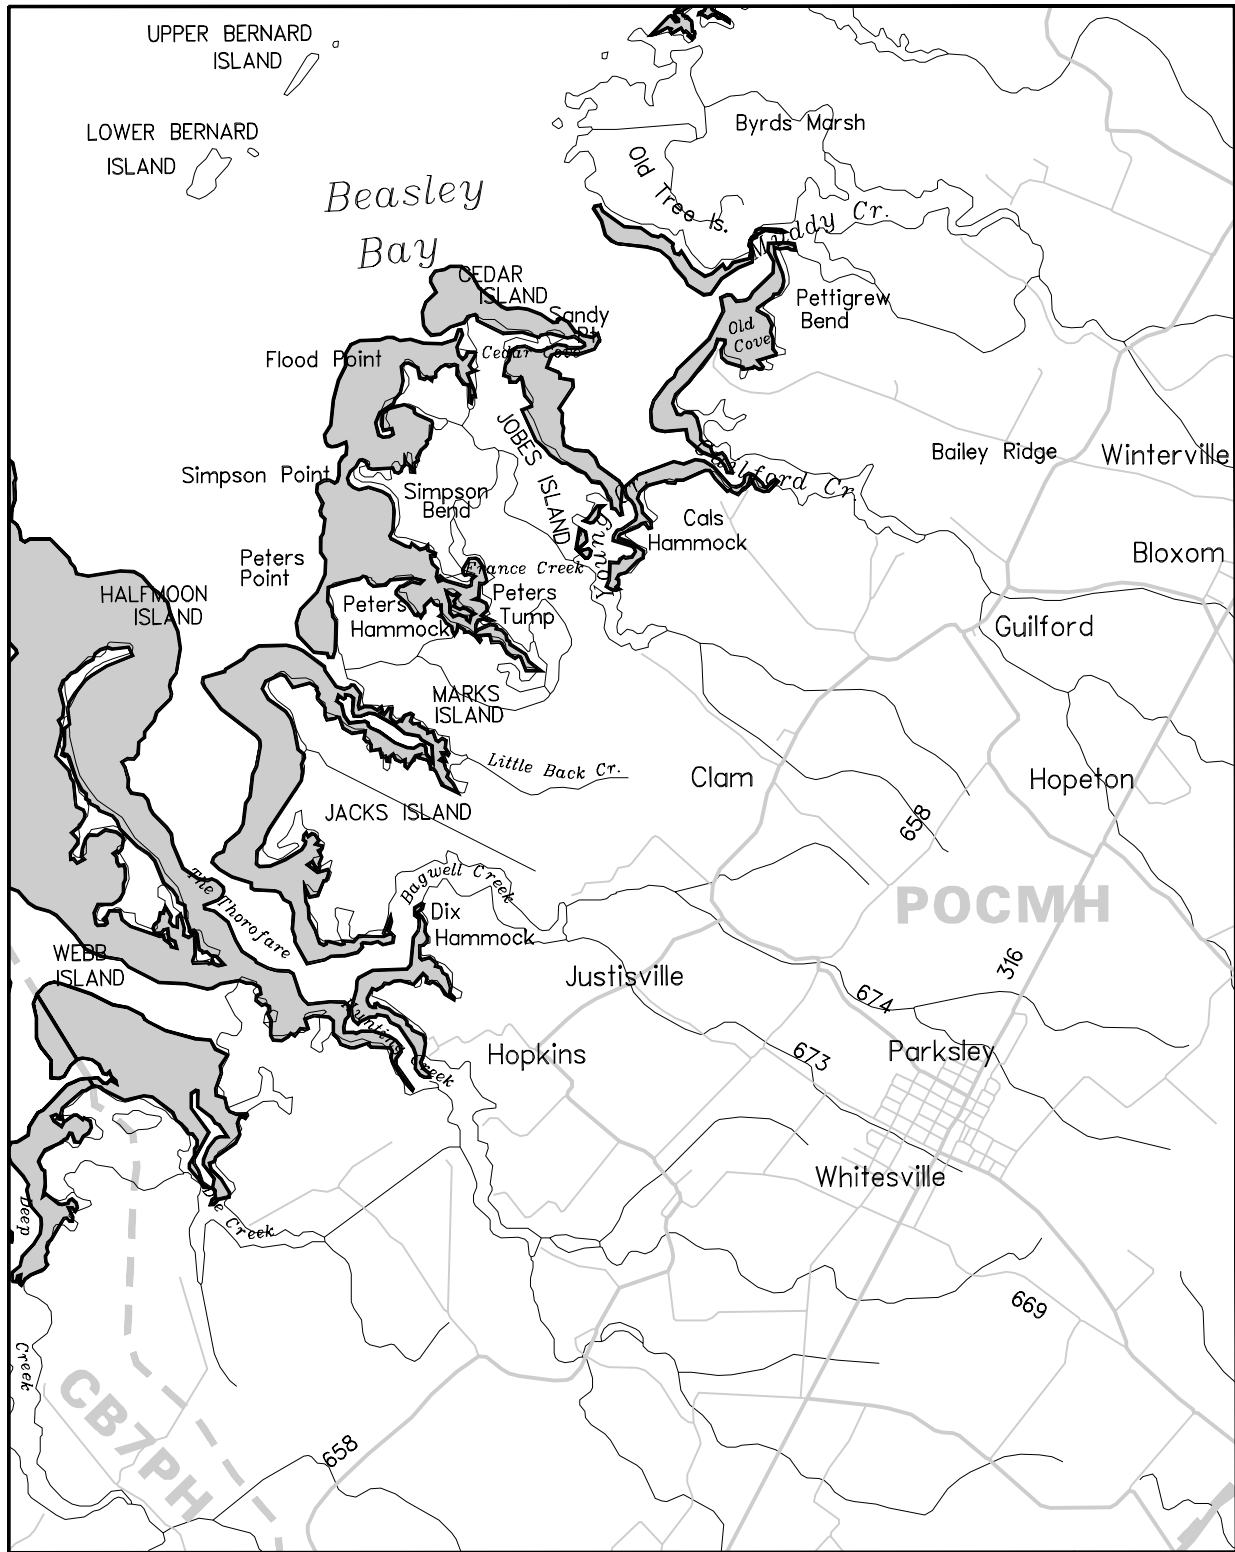 UPPER BERNARD
ISLAND
LOWER BERNARD
ISLAND
Byrds Marsh
Old Tree Is.
Beasley
Bay
Muddy Cr.
CEDAR
ISLAND
Sandy
Pt.
Pettigrew
Bend
Old
Cove
Flood Point
Cedar Cove
JOBES ISLAND
Bailey Ridge
Winterville
Simpson Point
Simpson
Bend
Guilford Cr.
Young
Cals
Hammock
Bloxom
Peters
Point
France Creek
HALFMOON
ISLAND
Peters
Hammock
Peters
Tump
Guilford
MARKS
ISLAND
Little Back Cr.
Clam
Hopeton
JACKS ISLAND
658
Bagwell Creek
The Thorofare
POCMH
Dix
Hammock
WEBB
ISLAND
Justisville
316
674
Hunting Creek
Hopkins
673
Parksley
Whitesville
Deep
Creek
Creek
669
CB7PH
658